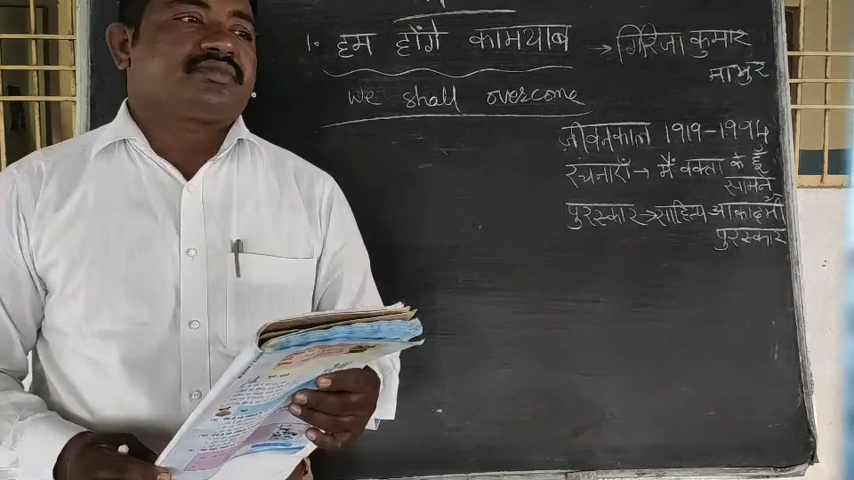 1. हम होंगे कामयाब → गिरिजा कुमार
माथुर
We shall overcome
जीवनकाल 1919-1994
रचनाएँ → मैं वक्त के हूँ
सामने
पुरस्कार → साहित्य आकादमी
पुरस्कार